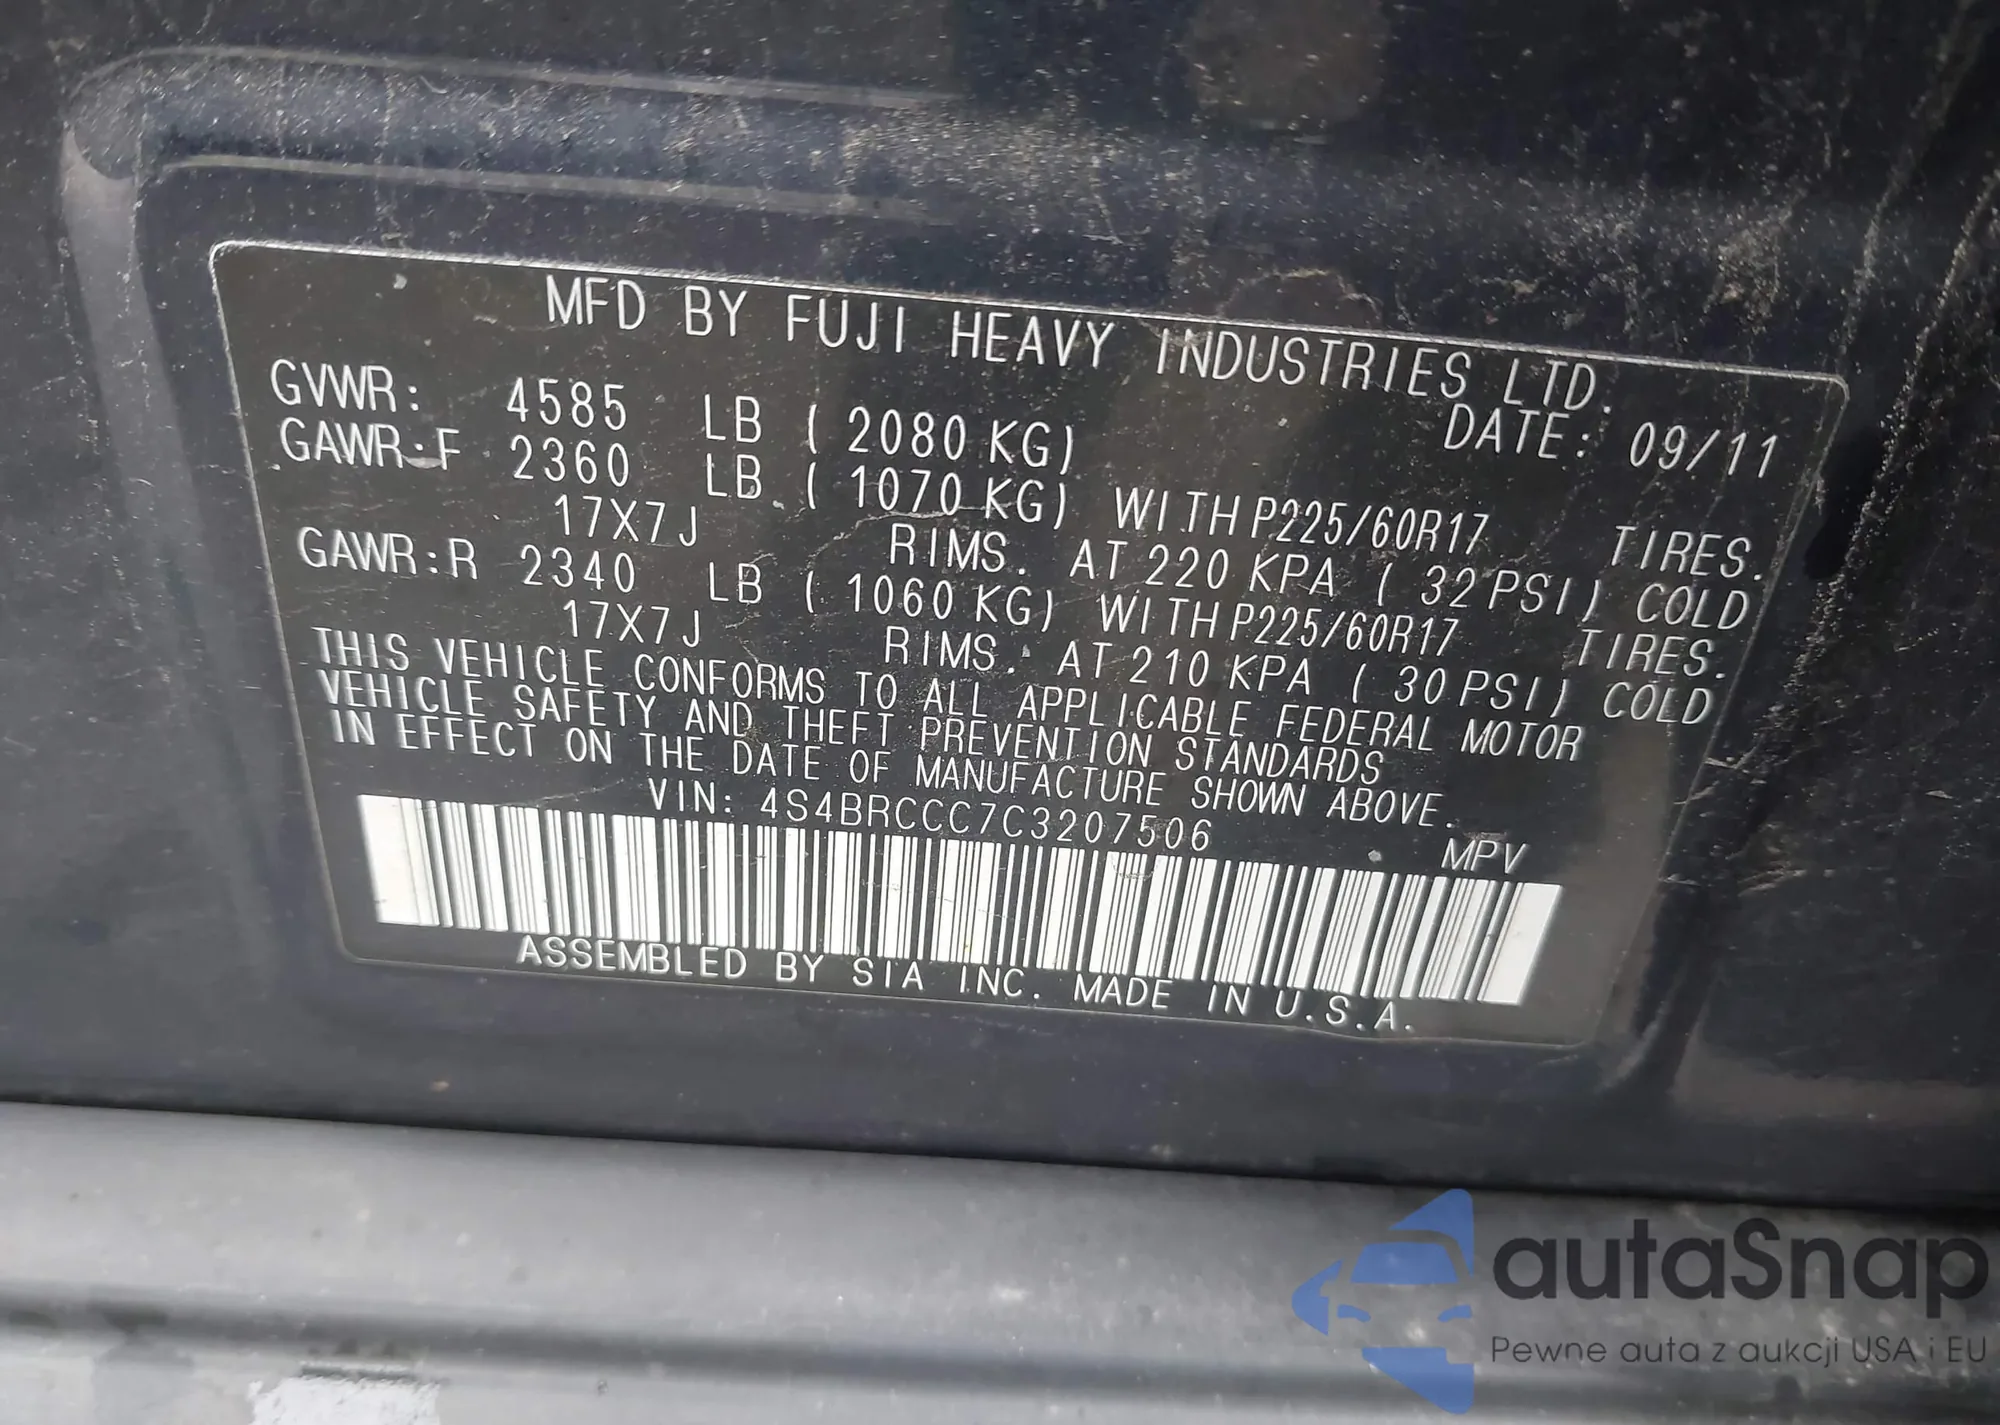 MFD BY FUJI HEAVY INDUSTRIES LTD.
DATE: 09/11
GVWR: 4585 LB ( 2080 KG)
GAWR:F 2360 LB ( 1070 KG) WITH P225/60R17 TIRES.
17X7J RIMS. AT 220 KPA ( 32 PSI) COLD
GAWR:R 2340 LB ( 1060 KG) WITH P225/60R17 TIRES.
17X7J RIMS. AT 210 KPA ( 30 PSI) COLD
THIS VEHICLE CONFORMS TO ALL APPLICABLE FEDERAL MOTOR
VEHICLE SAFETY AND THEFT PREVENTION STANDARDS
IN EFFECT ON THE DATE OF MANUFACTURE SHOWN ABOVE.
VIN: 4S4BRCCC7C3207506
MPV
ASSEMBLED BY SIA INC. MADE IN U.S.A.
autaSnap
Pewne auta z aukcji USA i EU